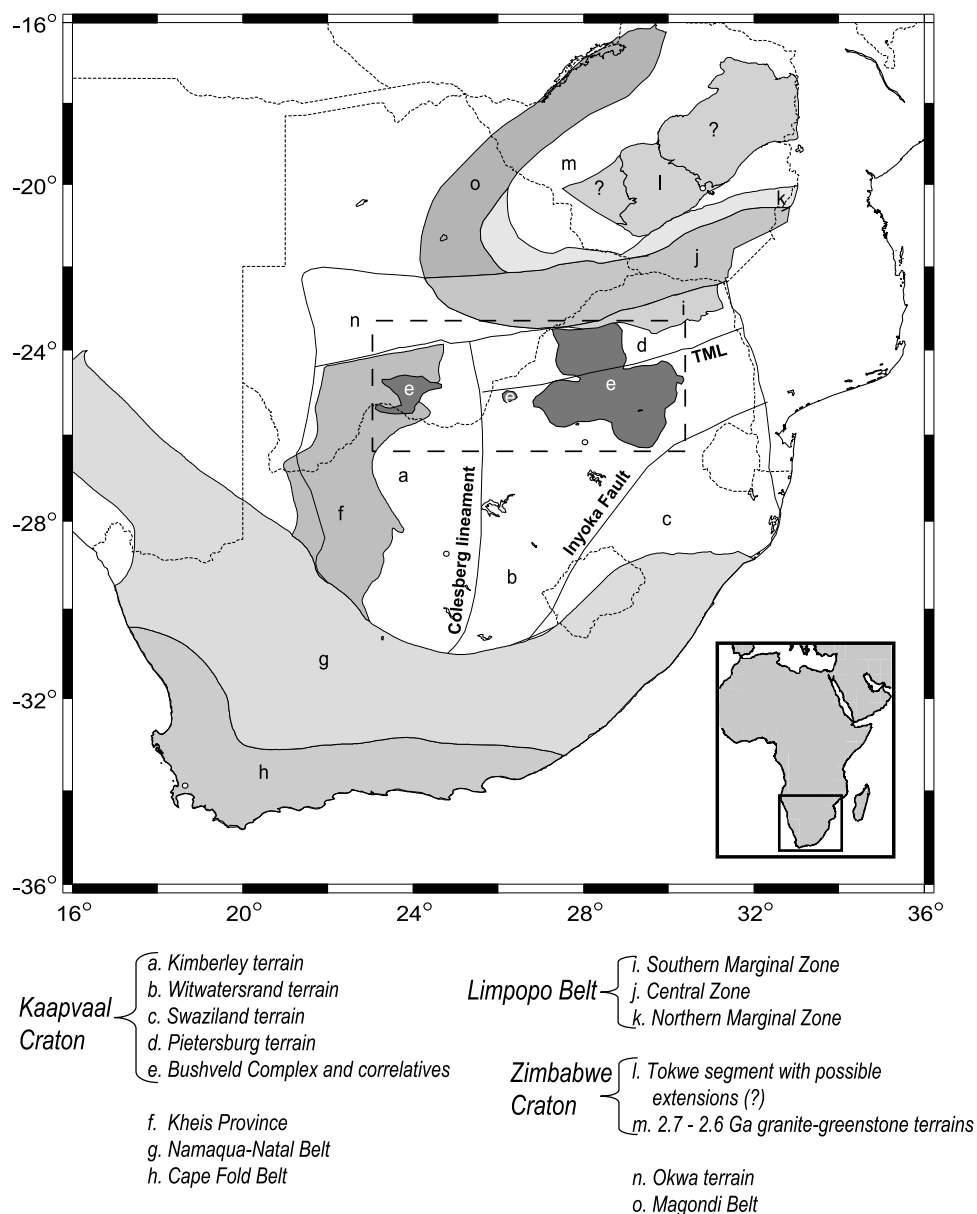 -16°
-20°
-24°
-28°
-32°
-36°
16°
20°
24°
28°
32°
36°
?
m
?
l
o
k
j
i
n
d
TML
e
e
e
a
f
Colesberg lineament
Inyoka Fault
c
b
g
h
Kaapvaal
Craton
a. Kimberley terrain
b. Witwatersrand terrain
c. Swaziland terrain
d. Pietersburg terrain
e. Bushveld Complex and correlatives
f. Kheis Province
g. Namaqua-Natal Belt
h. Cape Fold Belt
Limpopo Belt
i. Southern Marginal Zone
j. Central Zone
k. Northern Marginal Zone
Zimbabwe
Craton
l. Tokwe segment with possible
extensions (?)
m. 2.7 - 2.6 Ga granite-greenstone terrains
n. Okwa terrain
o. Magondi Belt